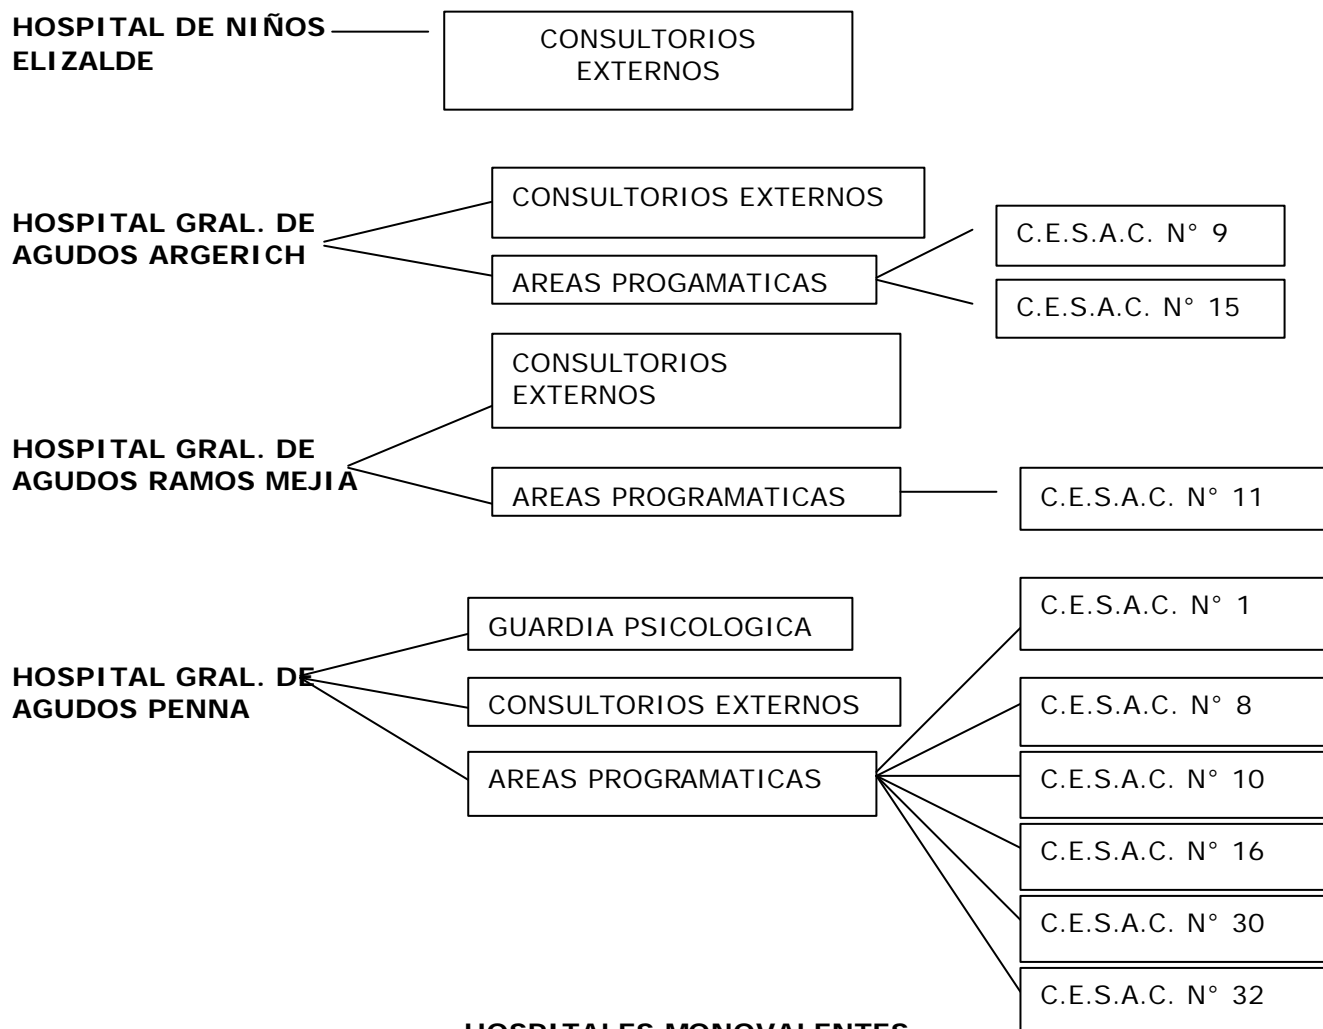 HOSPITAL DE NIÑOS
ELIZALDE
CONSULTORIOS
EXTERNOS
HOSPITAL GRAL. DE
AGUDOS ARGERICH
CONSULTORIOS EXTERNOS
AREAS PROGAMATICAS
C.E.S.A.C. N° 9
C.E.S.A.C. N° 15
HOSPITAL GRAL. DE
AGUDOS RAMOS MEJIA
CONSULTORIOS
EXTERNOS
AREAS PROGRAMATICAS
C.E.S.A.C. N° 11
HOSPITAL GRAL. DE
AGUDOS PENNA
GUARDIA PSICOLOGICA
CONSULTORIOS EXTERNOS
AREAS PROGRAMATICAS
C.E.S.A.C. N° 1
C.E.S.A.C. N° 8
C.E.S.A.C. N° 10
C.E.S.A.C. N° 16
C.E.S.A.C. N° 30
C.E.S.A.C. N° 32
HOSPITALES MONOVALENTES